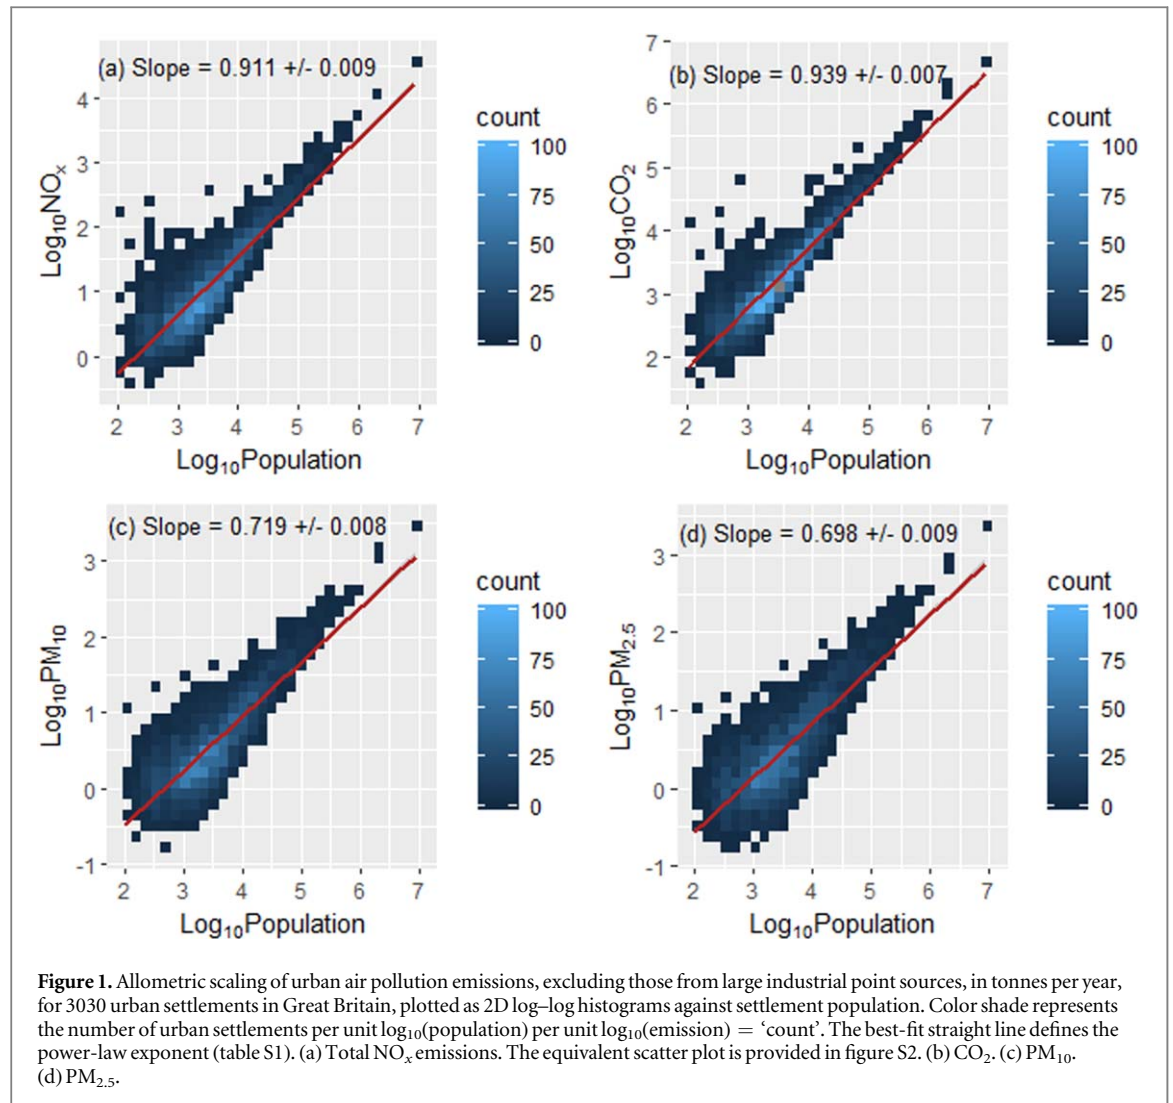 (a) Slope = 0.911 +/- 0.009
Log₁₀NOₓ
4
3
2
1
0
2 3 4 5 6 7
Log₁₀Population
count
100
75
50
25
0
(b) Slope = 0.939 +/- 0.007
Log₁₀CO₂
7
6
5
4
3
2
2 3 4 5 6 7
Log₁₀Population
count
100
75
50
25
0
(c) Slope = 0.719 +/- 0.008
Log₁₀PM₁₀
3
2
1
0
-1
2 3 4 5 6 7
Log₁₀Population
count
100
75
50
25
0
(d) Slope = 0.698 +/- 0.009
Log₁₀PM₂.₅
3
2
1
0
-1
2 3 4 5 6 7
Log₁₀Population
count
100
75
50
25
0
Figure 1. Allometric scaling of urban air pollution emissions, excluding those from large industrial point sources, in tonnes per year,
for 3030 urban settlements in Great Britain, plotted as 2D log–log histograms against settlement population. Color shade represents
the number of urban settlements per unit log₁₀(population) per unit log₁₀(emission) = ‘count’. The best-fit straight line defines the
power-law exponent (table S1). (a) Total NOₓ emissions. The equivalent scatter plot is provided in figure S2. (b) CO₂. (c) PM₁₀.
(d) PM₂.₅.